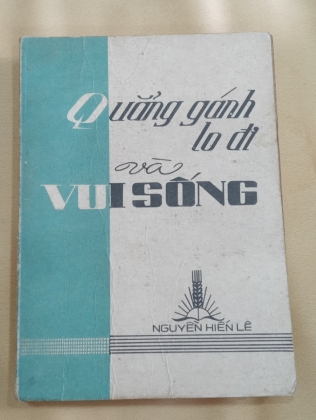 Quẳng gánh
lo đi
và
VUI SỐNG
NGUYỄN HIẾN LÊ